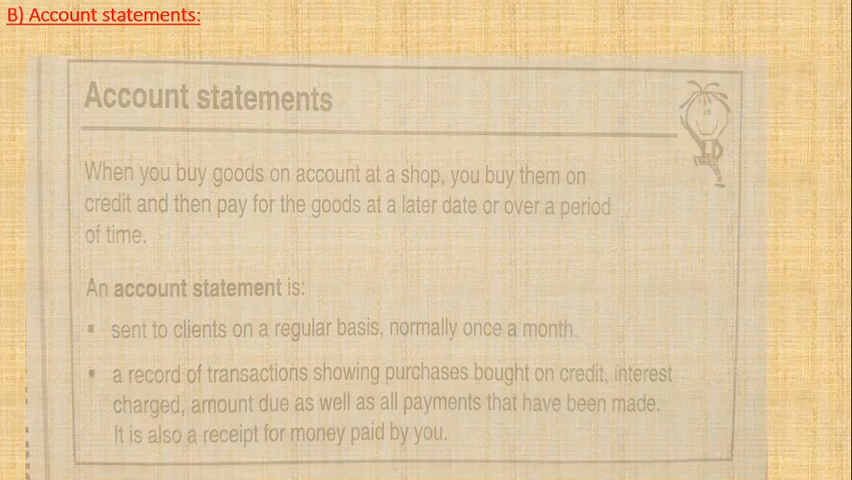 B) Account statements:
Account statements
When you buy goods on account at a shop, you buy them on
credit and then pay for the goods at a later date or over a period
of time.
An account statement is:
▪ sent to clients on a regular basis, normally once a month.
▪ a record of transactions showing purchases bought on credit, interest
charged, amount due as well as all payments that have been made.
It is also a receipt for money paid by you.